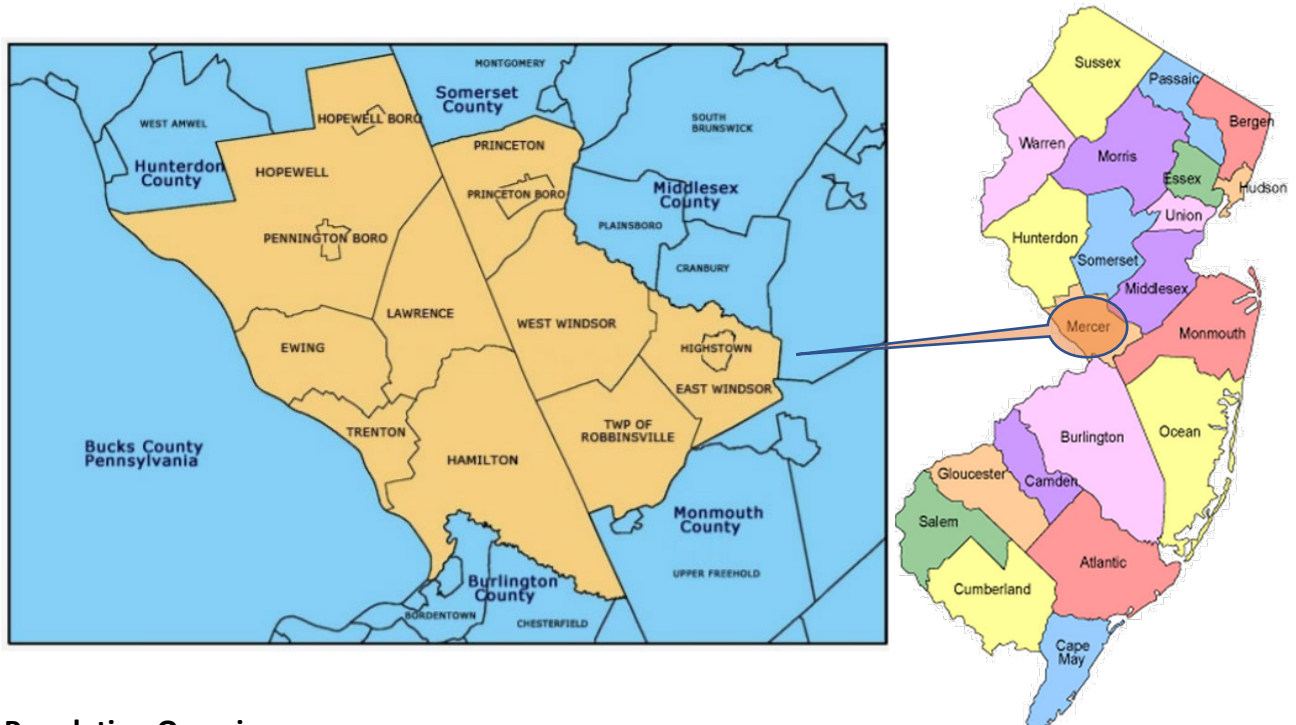 MONTGOMERY
Somerset
County
HOPEWELL BORO
WEST AMWEL
SOUTH
BRUNSWICK
Hunterdon
County
PRINCETON
HOPEWELL
PRINCETON BORO
Middlesex
County
PLAINSBORO
PENNINGTON BORO
CRANBURY
LAWRENCE
WEST WINDSOR
EWING
HIGHSTOWN
EAST WINDSOR
TRENTON
TWP OF
ROBBINSVILLE
Bucks County
Pennsylvania
HAMILTON
Monmouth
County
UPPER FREEHOLD
Burlington
County
BORDENTOWN
CHESTERFIELD
Sussex
Passaic
Bergen
Warren
Morris
Essex
Hudson
Union
Hunterdon
Somerset
Middlesex
Mercer
Monmouth
Burlington
Ocean
Gloucester
Camden
Salem
Atlantic
Cumberland
Cape
May